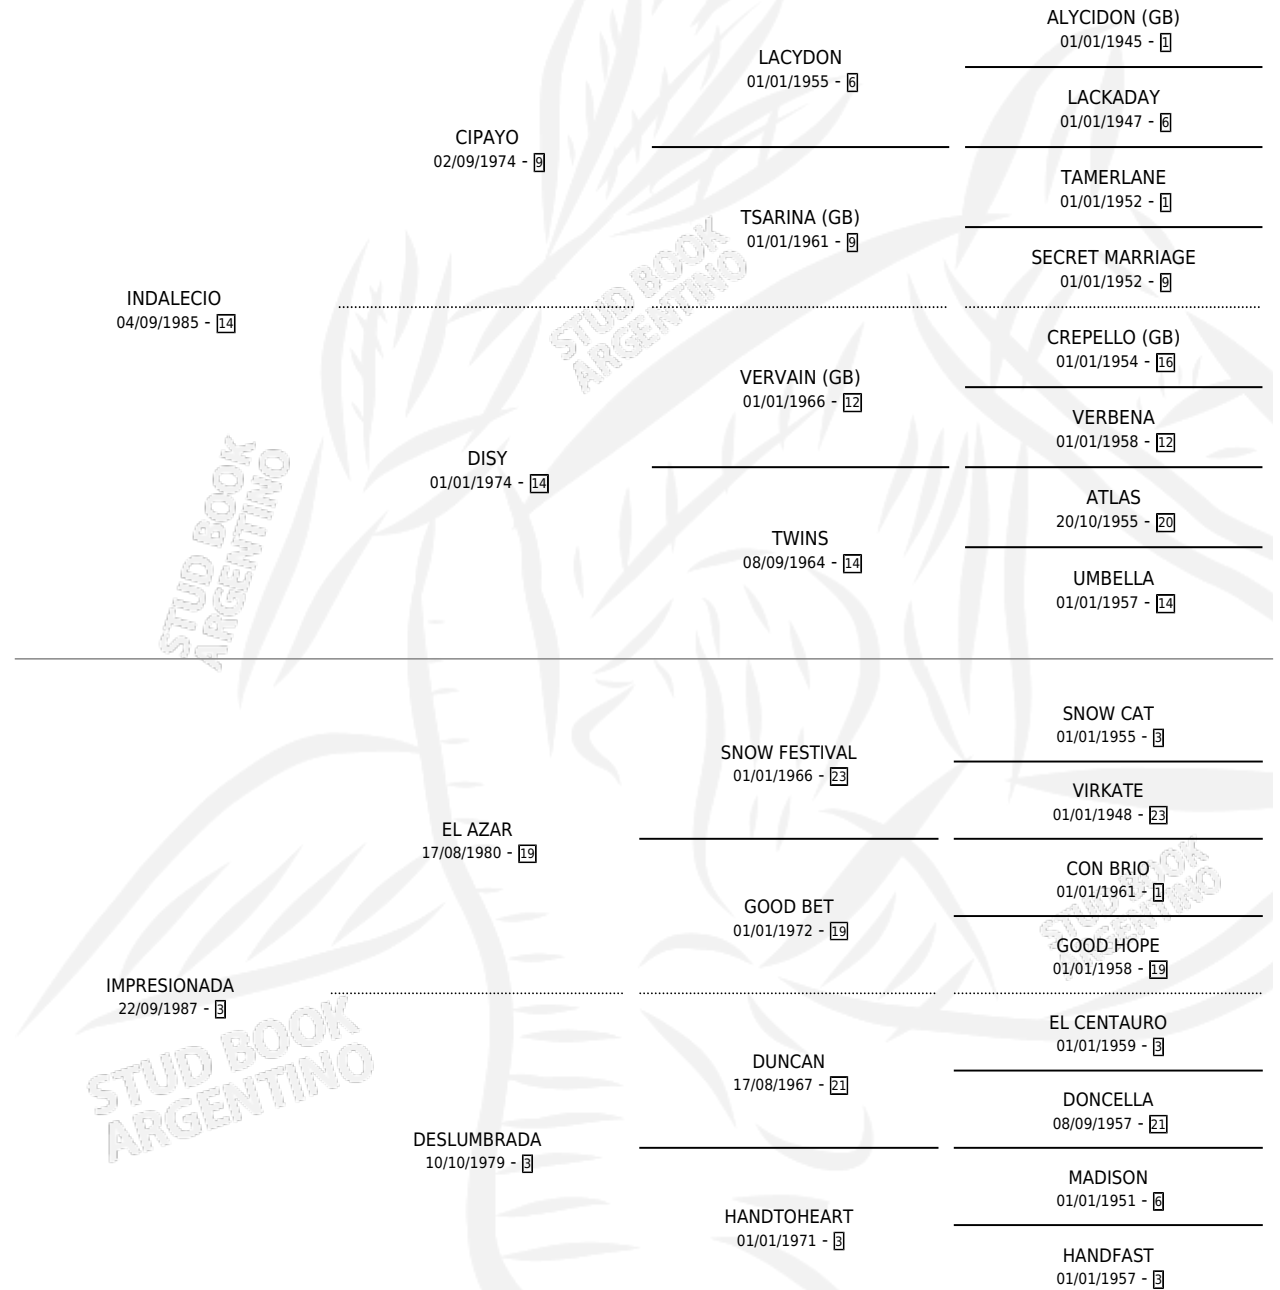 ALYCIDON (GB)
01/01/1945 - 1
LACYDON
01/01/1955 - 6
LACKADAY
01/01/1947 - 6
CIPAYO
02/09/1974 - 9
TAMERLANE
01/01/1952 - 1
TSARINA (GB)
01/01/1961 - 9
SECRET MARRIAGE
01/01/1952 - 9
INDALECIO
04/09/1985 - 14
CREPELLO (GB)
01/01/1954 - 16
VERVAIN (GB)
01/01/1966 - 12
VERBENA
01/01/1958 - 12
DISY
01/01/1974 - 14
ATLAS
20/10/1955 - 20
TWINS
08/09/1964 - 14
UMBELLA
01/01/1957 - 14
SNOW CAT
01/01/1955 - 3
SNOW FESTIVAL
01/01/1966 - 23
VIRKATE
01/01/1948 - 23
EL AZAR
17/08/1980 - 19
CON BRIO
01/01/1961 - 1
GOOD BET
01/01/1972 - 19
GOOD HOPE
01/01/1958 - 19
IMPRESIONADA
22/09/1987 - 3
EL CENTAURO
01/01/1959 - 3
DUNCAN
17/08/1967 - 21
DONCELLA
08/09/1957 - 21
DESLUMBRADA
10/10/1979 - 3
MADISON
01/01/1951 - 6
HANDTOHEART
01/01/1971 - 3
HANDFAST
01/01/1957 - 3
STUD BOOK
ARGENTINO
STUD BOOK
ARGENTINO
STUD BOOK
ARGENTINO
STUD BOOK
ARGENTINO